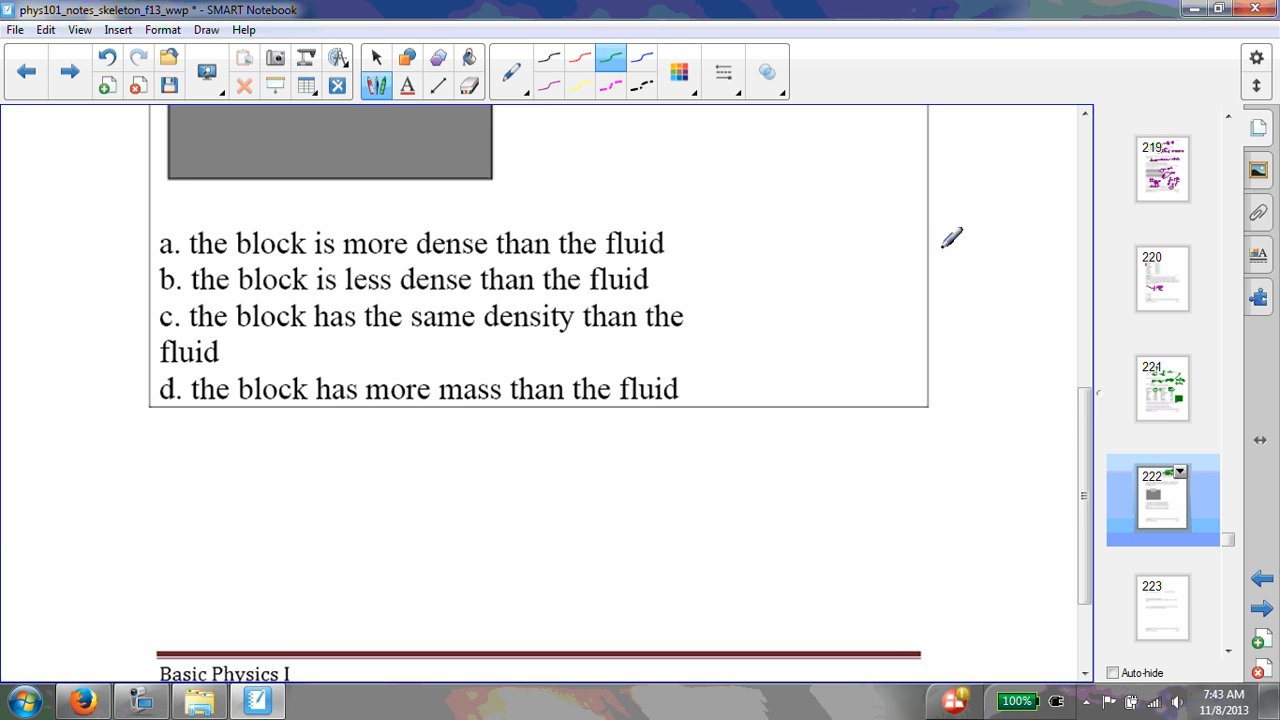 phys101_notes_skeleton_f13_wwp * - SMART Notebook
File Edit View Insert Format Draw Help
a. the block is more dense than the fluid
b. the block is less dense than the fluid
c. the block has the same density than the
fluid
d. the block has more mass than the fluid
Basic Physics I
219
220
221
222
223
Auto-hide
100%
7:43 AM
11/8/2013